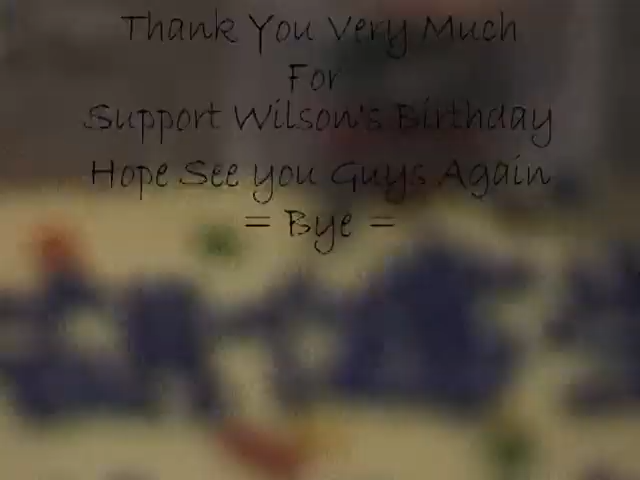 Thank You Very Much
For
Support Wilson's Birthday
Hope See you Guys Again
= Bye =